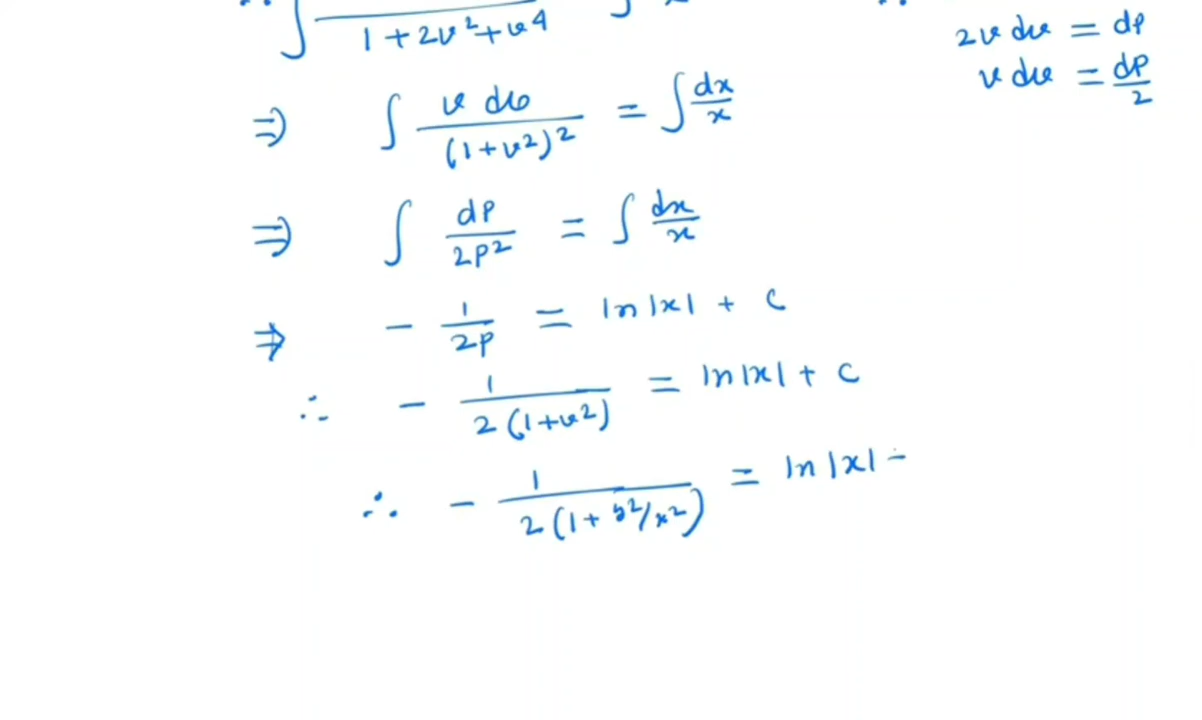 ∴ ∫ ___ / (1 + 2v² + v⁴)
2v dv = dp
v dv = dp/2
⇒ ∫ v dv / (1 + v²)² = ∫ dx/x
⇒ ∫ dp / 2p² = ∫ dx/x
⇒ - 1/2p = ln |x| + c
∴ - 1 / 2(1+v²) = ln |x| + c
∴ - 1 / 2(1 + y²/x²) = ln |x| -